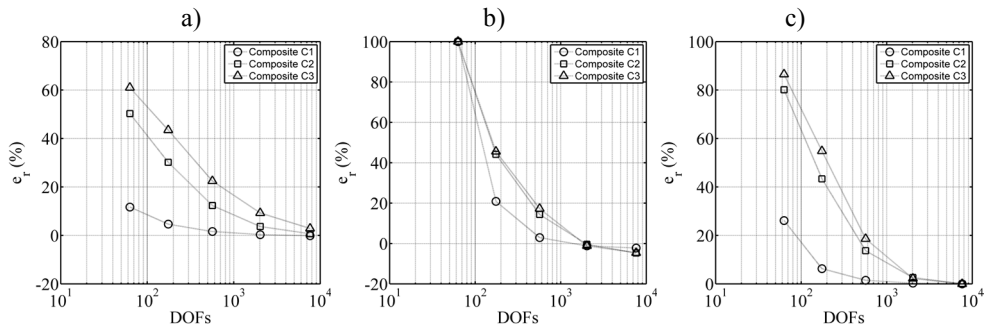 a)
80
60
40
20
0
-20
10^1
10^2
10^3
10^4
e_r (%)
DOFs
Composite C1
Composite C2
Composite C3
b)
100
80
60
40
20
0
-20
10^1
10^2
10^3
10^4
e_r (%)
DOFs
Composite C1
Composite C2
Composite C3
c)
100
80
60
40
20
0
10^1
10^2
10^3
10^4
e_r (%)
DOFs
Composite C1
Composite C2
Composite C3